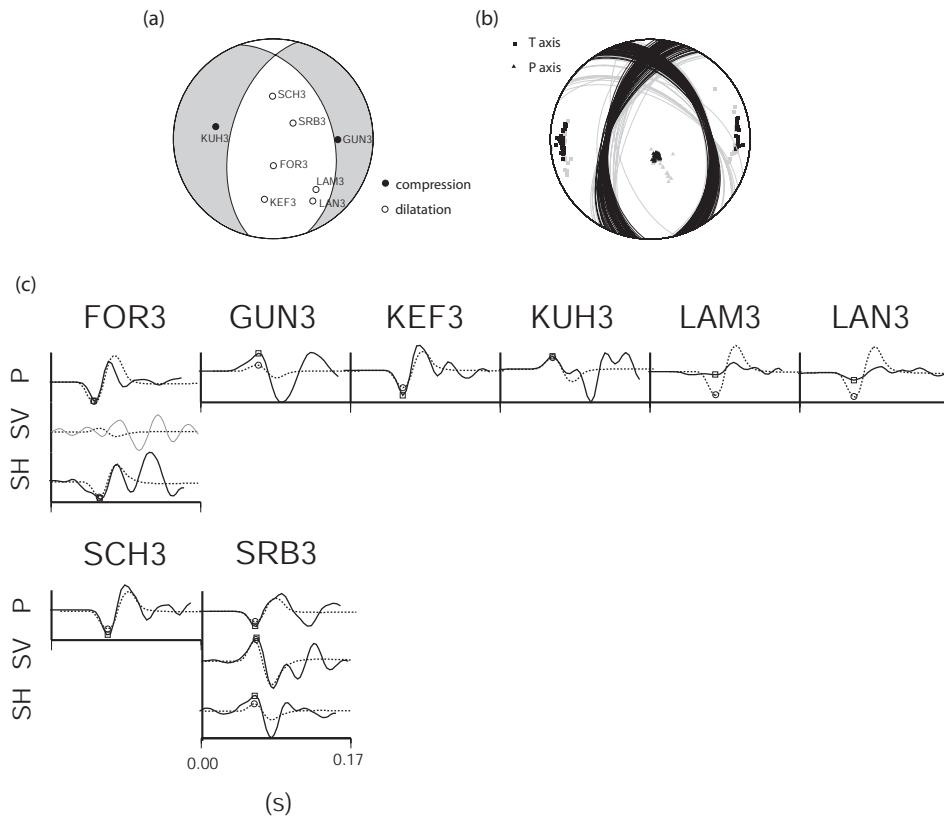 (a)
SCH3
SRB3
KUH3
GUN3
FOR3
LAM3
KEF3
LAN3
compression
dilatation
(b)
T axis
P axis
(c)
FOR3 GUN3 KEF3 KUH3 LAM3 LAN3
P
SV
SH
SCH3 SRB3
P
SV
SH
0.00 0.17
(s)